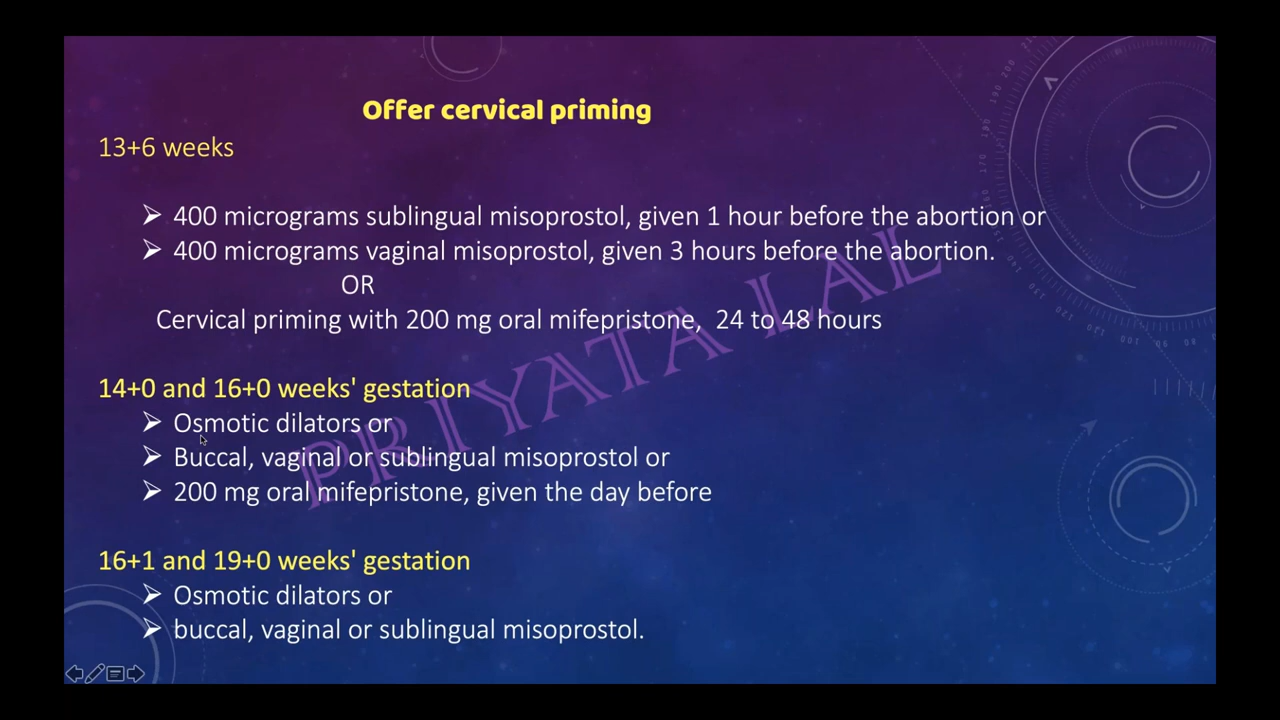 Offer cervical priming
13+6 weeks
➢ 400 micrograms sublingual misoprostol, given 1 hour before the abortion or
➢ 400 micrograms vaginal misoprostol, given 3 hours before the abortion.
OR
Cervical priming with 200 mg oral mifepristone,  24 to 48 hours
14+0 and 16+0 weeks' gestation
➢ Osmotic dilators or
➢ Buccal, vaginal or sublingual misoprostol or
➢ 200 mg oral mifepristone, given the day before
16+1 and 19+0 weeks' gestation
➢ Osmotic dilators or
➢ buccal, vaginal or sublingual misoprostol.
PRIYATA LAL